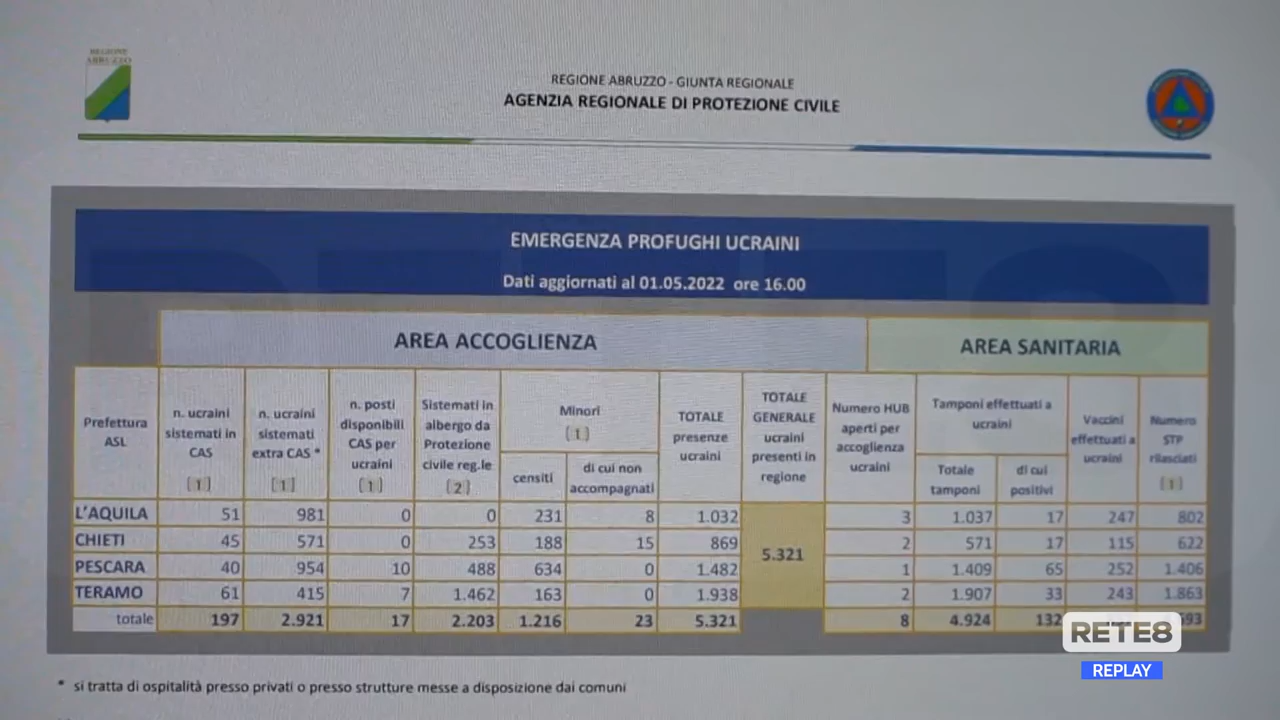 REGIONE
ABRUZZO
REGIONE ABRUZZO - GIUNTA REGIONALE
AGENZIA REGIONALE DI PROTEZIONE CIVILE
EMERGENZA PROFUGHI UCRAINI
Dati aggiornati al 01.05.2022 ore 16.00
AREA ACCOGLIENZA AREA SANITARIA
Prefettura
ASL
n. ucraini
sistemati in
CAS
[1]
n. ucraini
sistemati
extra CAS *
[1]
n. posti
disponibili
CAS per
ucraini
[1]
Sistemati in
albergo da
Protezione
civile reg.le
[2]
Minori
[1]
censiti
di cui non
accompagnati
TOTALE
presenze
ucraini
TOTALE
GENERALE
ucraini
presenti in
regione
Numero HUB
aperti per
accoglienza
ucraini
Tamponi effettuati a
ucraini
Totale
tamponi
di cui
positivi
Vaccini
effettuati a
ucraini
Numero
STP
rilasciati
[1]
L'AQUILA 51 981 0 0 231 8 1.032 3 1.037 17 247 802
CHIETI 45 571 0 253 188 15 869 2 571 17 115 622
5.321
PESCARA 40 954 10 488 634 0 1.482 1 1.409 65 252 1.406
TERAMO 61 415 7 1.462 163 0 1.938 2 1.907 33 243 1.863
totale 197 2.921 17 2.203 1.216 23 5.321 8 4.924 132
* si tratta di ospitalità presso privati o presso strutture messe a disposizione dai comuni
RETE8
REPLAY